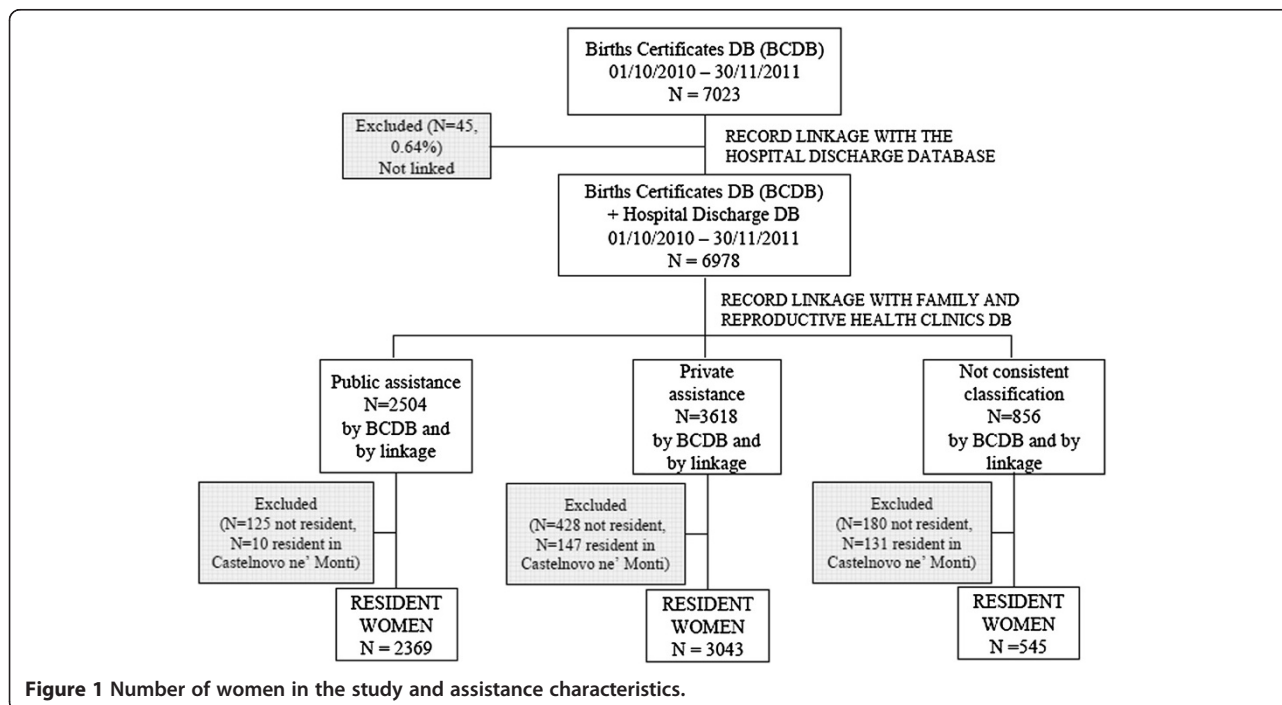 Births Certificates DB (BCDB)
01/10/2010 – 30/11/2011
N = 7023
Excluded (N=45,
0.64%)
Not linked
RECORD LINKAGE WITH THE
HOSPITAL DISCHARGE DATABASE
Births Certificates DB (BCDB)
+ Hospital Discharge DB
01/10/2010 – 30/11/2011
N = 6978
RECORD LINKAGE WITH FAMILY AND
REPRODUCTIVE HEALTH CLINICS DB
Public assistance
N=2504
by BCDB and
by linkage
Private
assistance
N=3618
by BCDB and
by linkage
Not consistent
classification
N=856
by BCDB and by
linkage
Excluded
(N=125 not resident,
N=10 resident in
Castelnovo ne’ Monti)
Excluded
(N=428 not resident,
N=147 resident in
Castelnovo ne’ Monti)
Excluded
(N=180 not resident,
N=131 resident in
Castelnovo ne’ Monti)
RESIDENT
WOMEN
N = 2369
RESIDENT
WOMEN
N = 3043
RESIDENT
WOMEN
N =545
Figure 1 Number of women in the study and assistance characteristics.